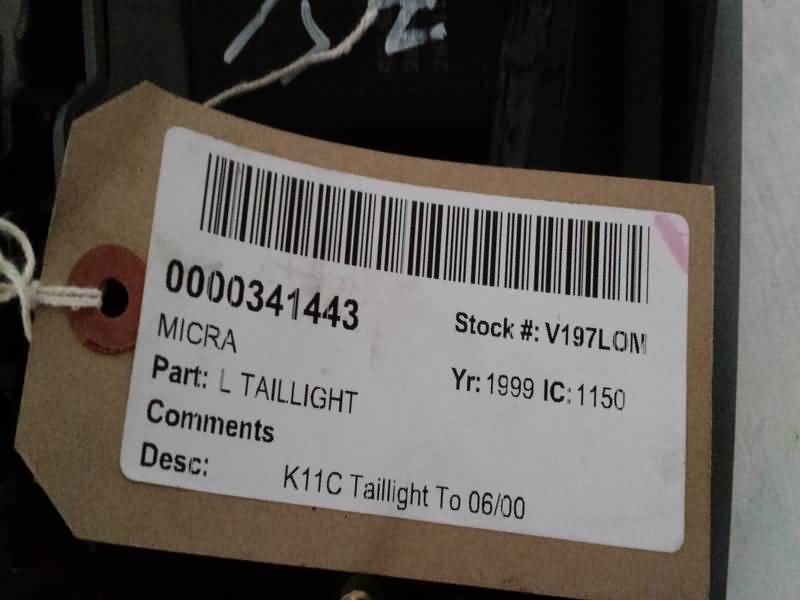 0000341443
MICRA
Stock #: V197LOM
Part: L TAILLIGHT
Yr: 1999 IC: 1150
Comments
Desc: K11C Taillight To 06/00